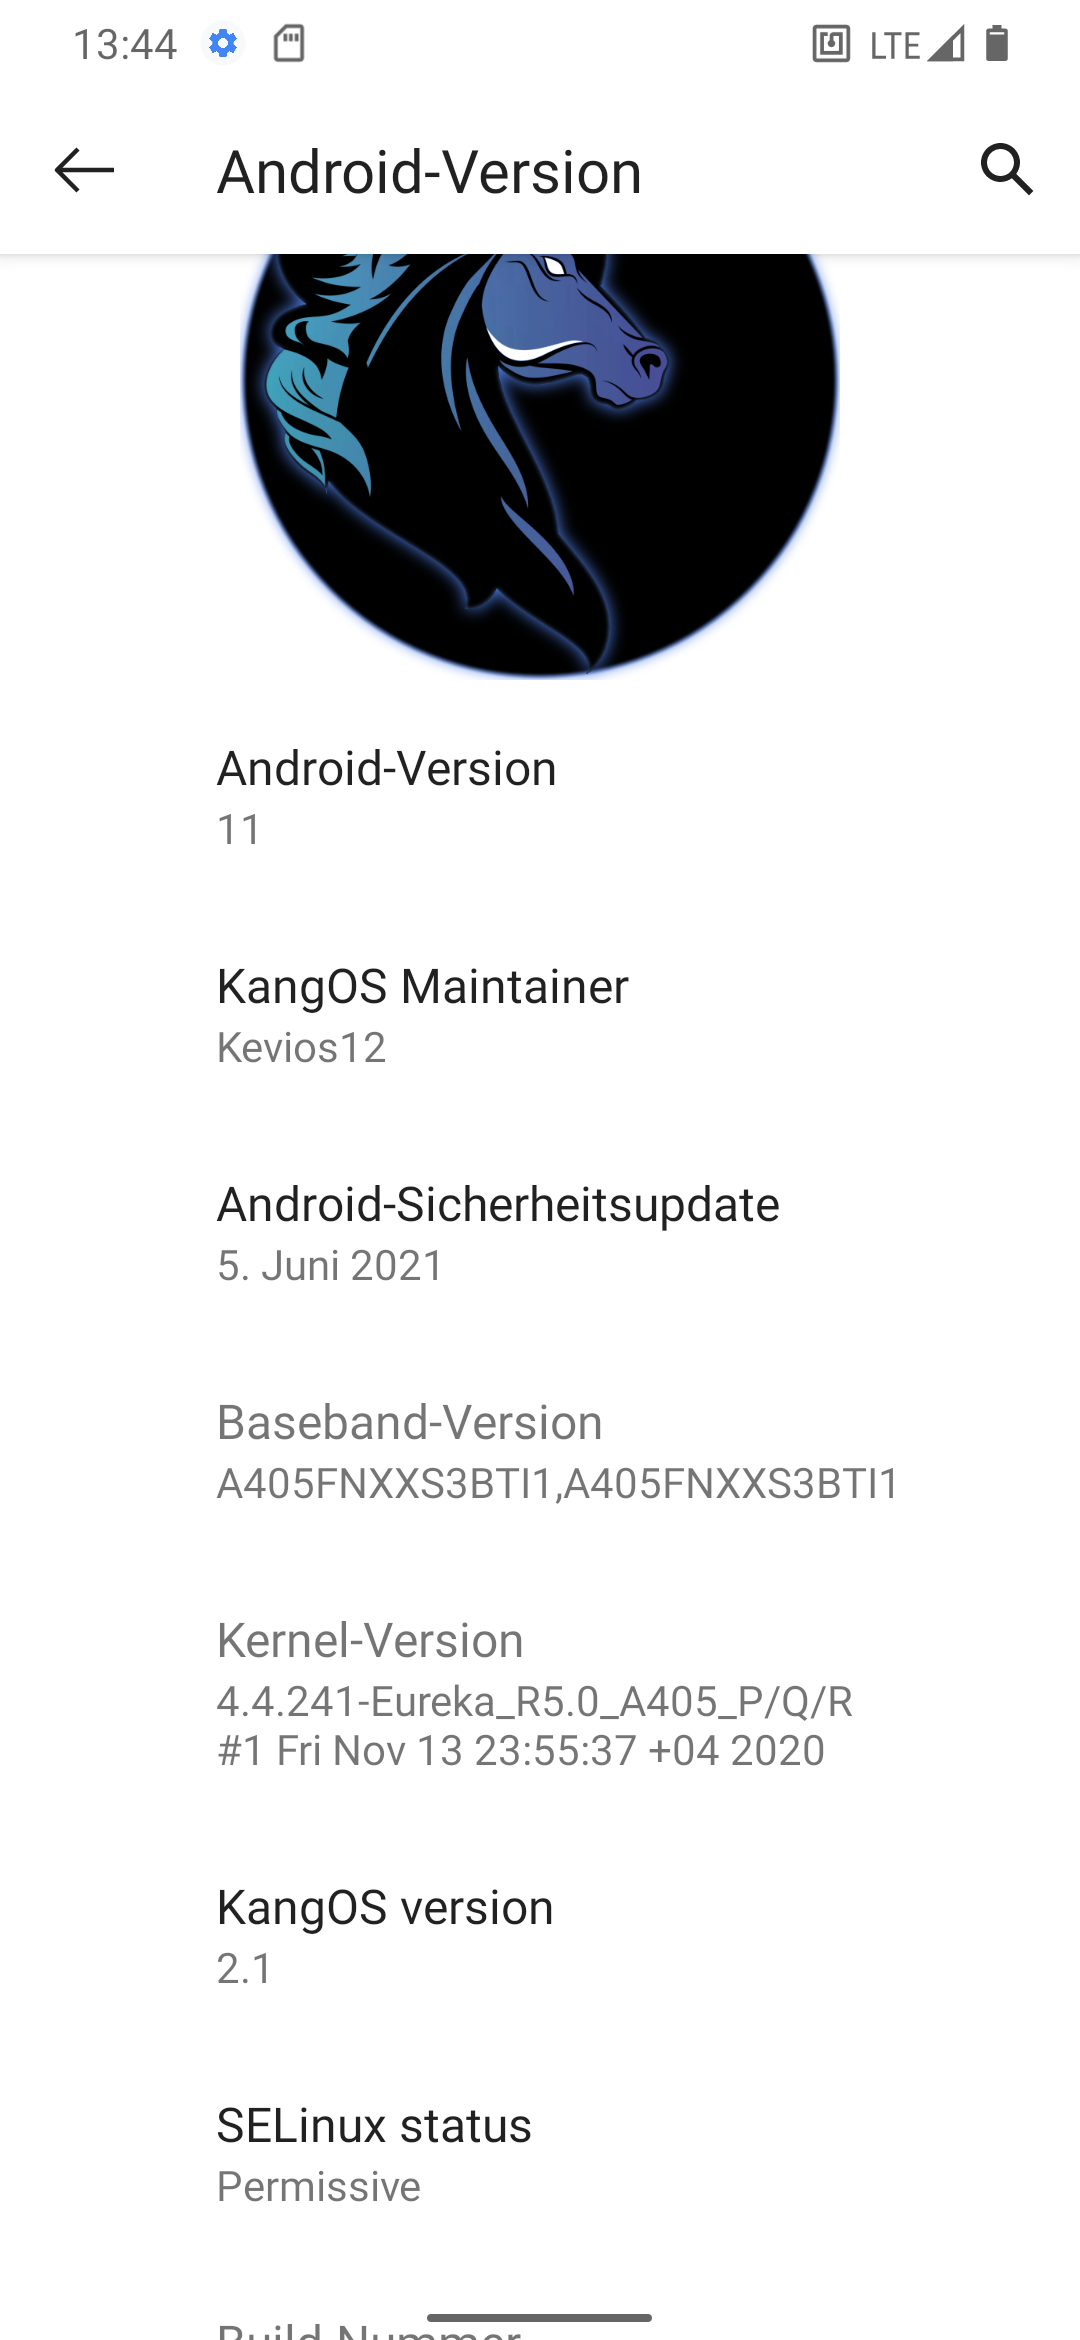 13:44
LTE
Android-Version
Android-Version
11
KangOS Maintainer
Kevios12
Android-Sicherheitsupdate
5. Juni 2021
Baseband-Version
A405FNXXS3BTI1,A405FNXXS3BTI1
Kernel-Version
4.4.241-Eureka_R5.0_A405_P/Q/R
#1 Fri Nov 13 23:55:37 +04 2020
KangOS version
2.1
SELinux status
Permissive
Build-Nummer